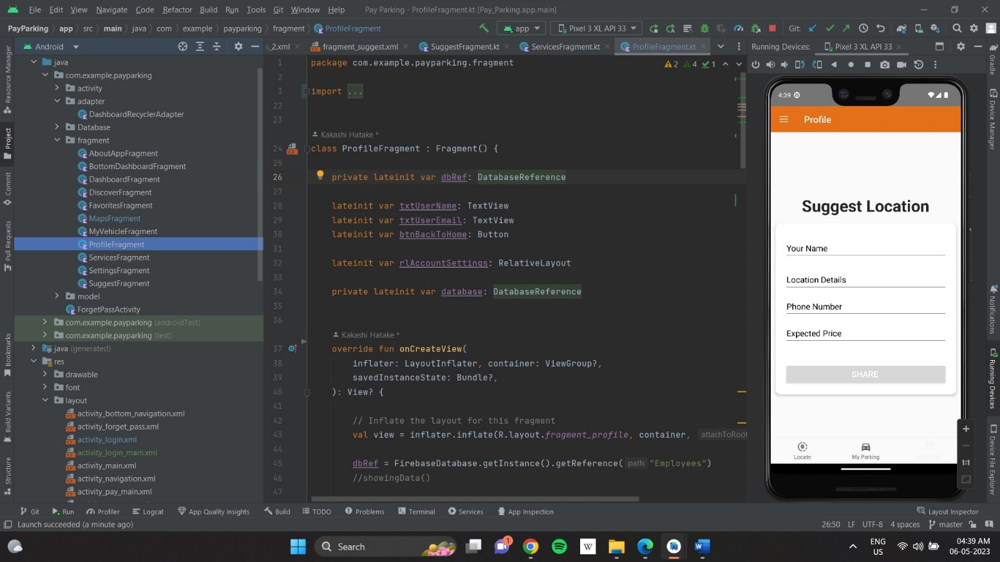 File Edit View Navigate Code Refactor Build Run Tools Git Window Help Pay Parking - ProfileFragment.kt [Pay_Parking.app.main]
PayParking app src main java com example payparking fragment ProfileFragment app Pixel 3 XL API 33 Git:
Android s_2.xml fragment_suggest.xml SuggestFragment.kt ServicesFragment.kt ProfileFragment.kt Running Devices: Pixel 3 XL API 33
Resource Manager
Project
Commit
Pull Requests
Bookmarks
Build Variants
Structure
java
com.example.payparking
activity
adapter
DashboardRecyclerAdapter
Database
fragment
AboutAppFragment
BottomDashboardFragment
DashboardFragment
DiscoverFragment
FavoritesFragment
MapsFragment
MyVehicleFragment
ProfileFragment
ServicesFragment
SettingsFragment
SuggestFragment
model
ForgetPassActivity
com.example.payparking (androidTest)
com.example.payparking (test)
java (generated)
res
drawable
font
layout
activity_bottom_navigation.xml
activity_forget_pass.xml
activity_login.xml
activity_login_main.xml
activity_main.xml
activity_navigation.xml
activity_pay_main.xml
2 4 1
1 package com.example.payparking.fragment
2
3 import ...
22
23
Kakashi Hatake *
24 class ProfileFragment : Fragment() {
25
26 private lateinit var dbRef: DatabaseReference
27
28 lateinit var txtUserName: TextView
29 lateinit var txtUserEmail: TextView
30 lateinit var btnBackToHome: Button
31
32 lateinit var rlAccountSettings: RelativeLayout
33
34 private lateinit var database: DatabaseReference
35
36
Kakashi Hatake *
37 override fun onCreateView(
38 inflater: LayoutInflater, container: ViewGroup?,
39 savedInstanceState: Bundle?,
40 ): View? {
41
42 // Inflate the layout for this fragment
43 val view = inflater.inflate(R.layout.fragment_profile, container, attachToRoot
44
45 dbRef = FirebaseDatabase.getInstance().getReference( path: "Employees")
46 //showingData()
47
4:39
Profile
Suggest Location
Your Name
Location Details
Phone Number
Expected Price
SHARE
Locate My Parking
1:1
Gradle
Device Manager
Notifications
Running Devices
Device File Explorer
Git Run Profiler Logcat App Quality Insights Build TODO Problems Terminal Services App Inspection Layout Inspector
Launch succeeded (a minute ago) 26:50 LF UTF-8 4 spaces master
Search 1 W ENG US 04:39 AM 06-05-2023